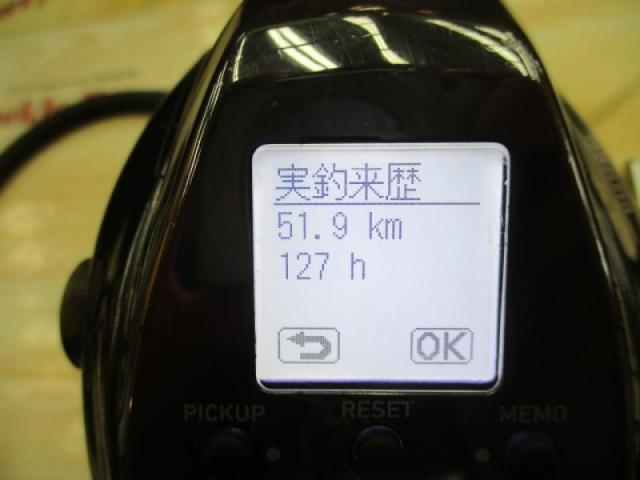 実釣来歴
51.9 km
127 h
OK
PICKUP RESET MEMO